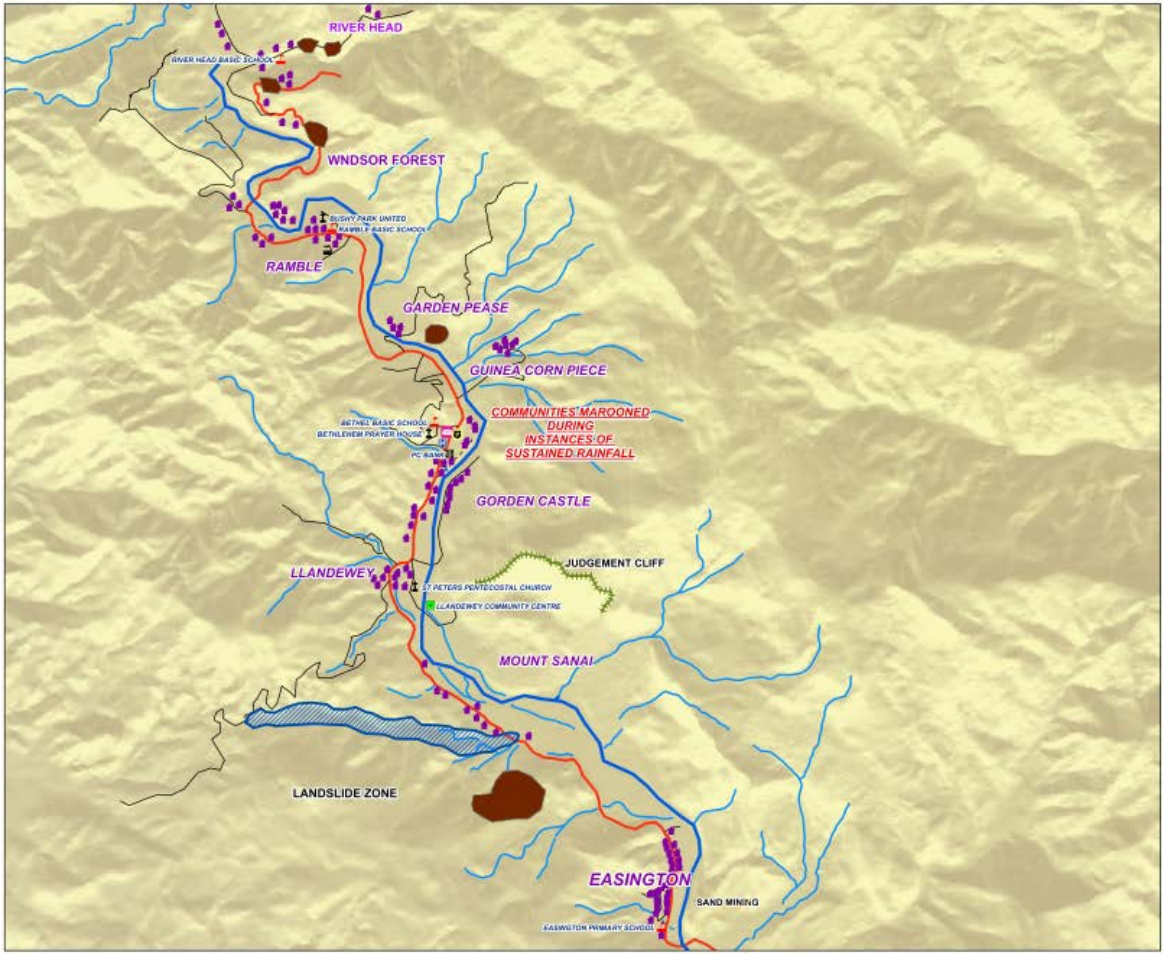 RIVER HEAD
RIVER HEAD BASIC SCHOOL
WNDSOR FOREST
BUSHY PARK UNITED
RAMBLE BASIC SCHOOL
RAMBLE
GARDEN PEASE
GUINEA CORN PIECE
COMMUNITIES MAROONED
DURING
INSTANCES OF
SUSTAINED RAINFALL
BETHEL BASIC SCHOOL
BETHLEHEM PRAYER HOUSE
PC BANK
GORDEN CASTLE
JUDGEMENT CLIFF
LLANDEWEY
ST PETERS PENTECOSTAL CHURCH
LLANDEWEY COMMUNITY CENTRE
MOUNT SANAI
LANDSLIDE ZONE
EASINGTON
SAND MINING
EASINGTON PRIMARY SCHOOL